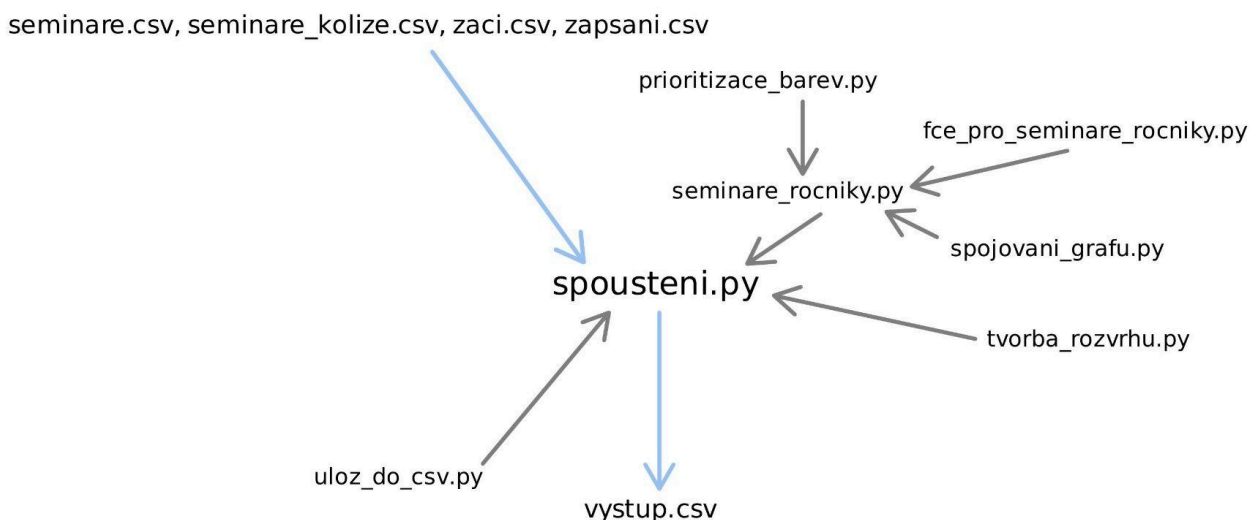 seminare.csv, seminare_kolize.csv, zaci.csv, zapsani.csv
prioritizace_barev.py
fce_pro_seminare_rocniky.py
seminare_rocniky.py
spojovani_grafu.py
spousteni.py
tvorba_rozvrhu.py
uloz_do_csv.py
vystup.csv